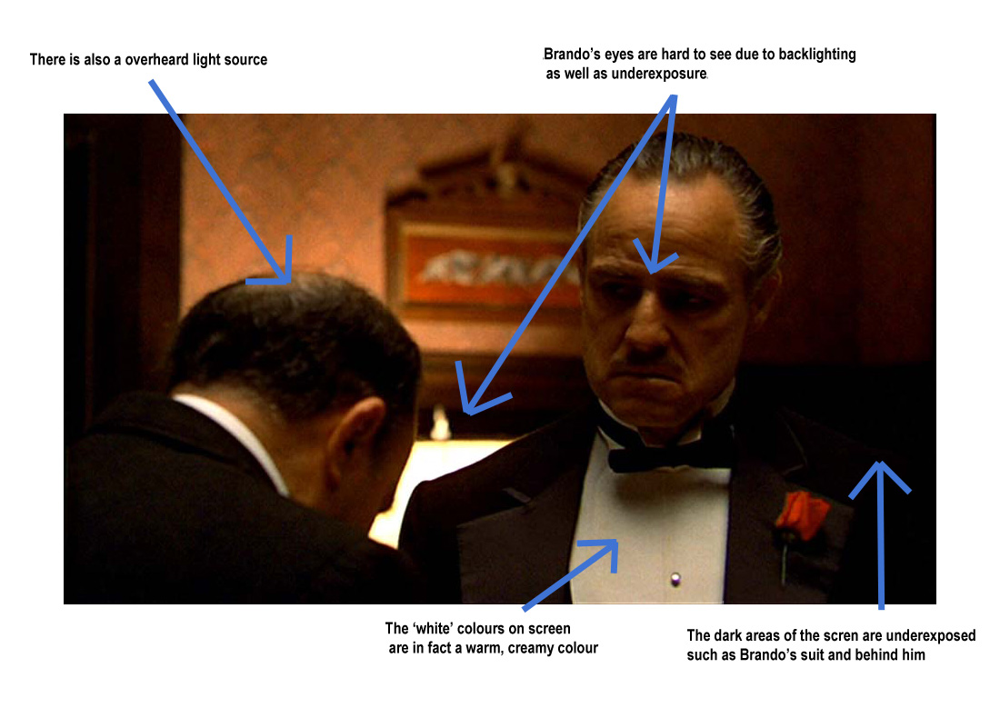 There is also a overheard light source
Brando’s eyes are hard to see due to backlighting
as well as underexposure
The ‘white’ colours on screen
are in fact a warm, creamy colour
The dark areas of the scren are underexposed
such as Brando’s suit and behind him